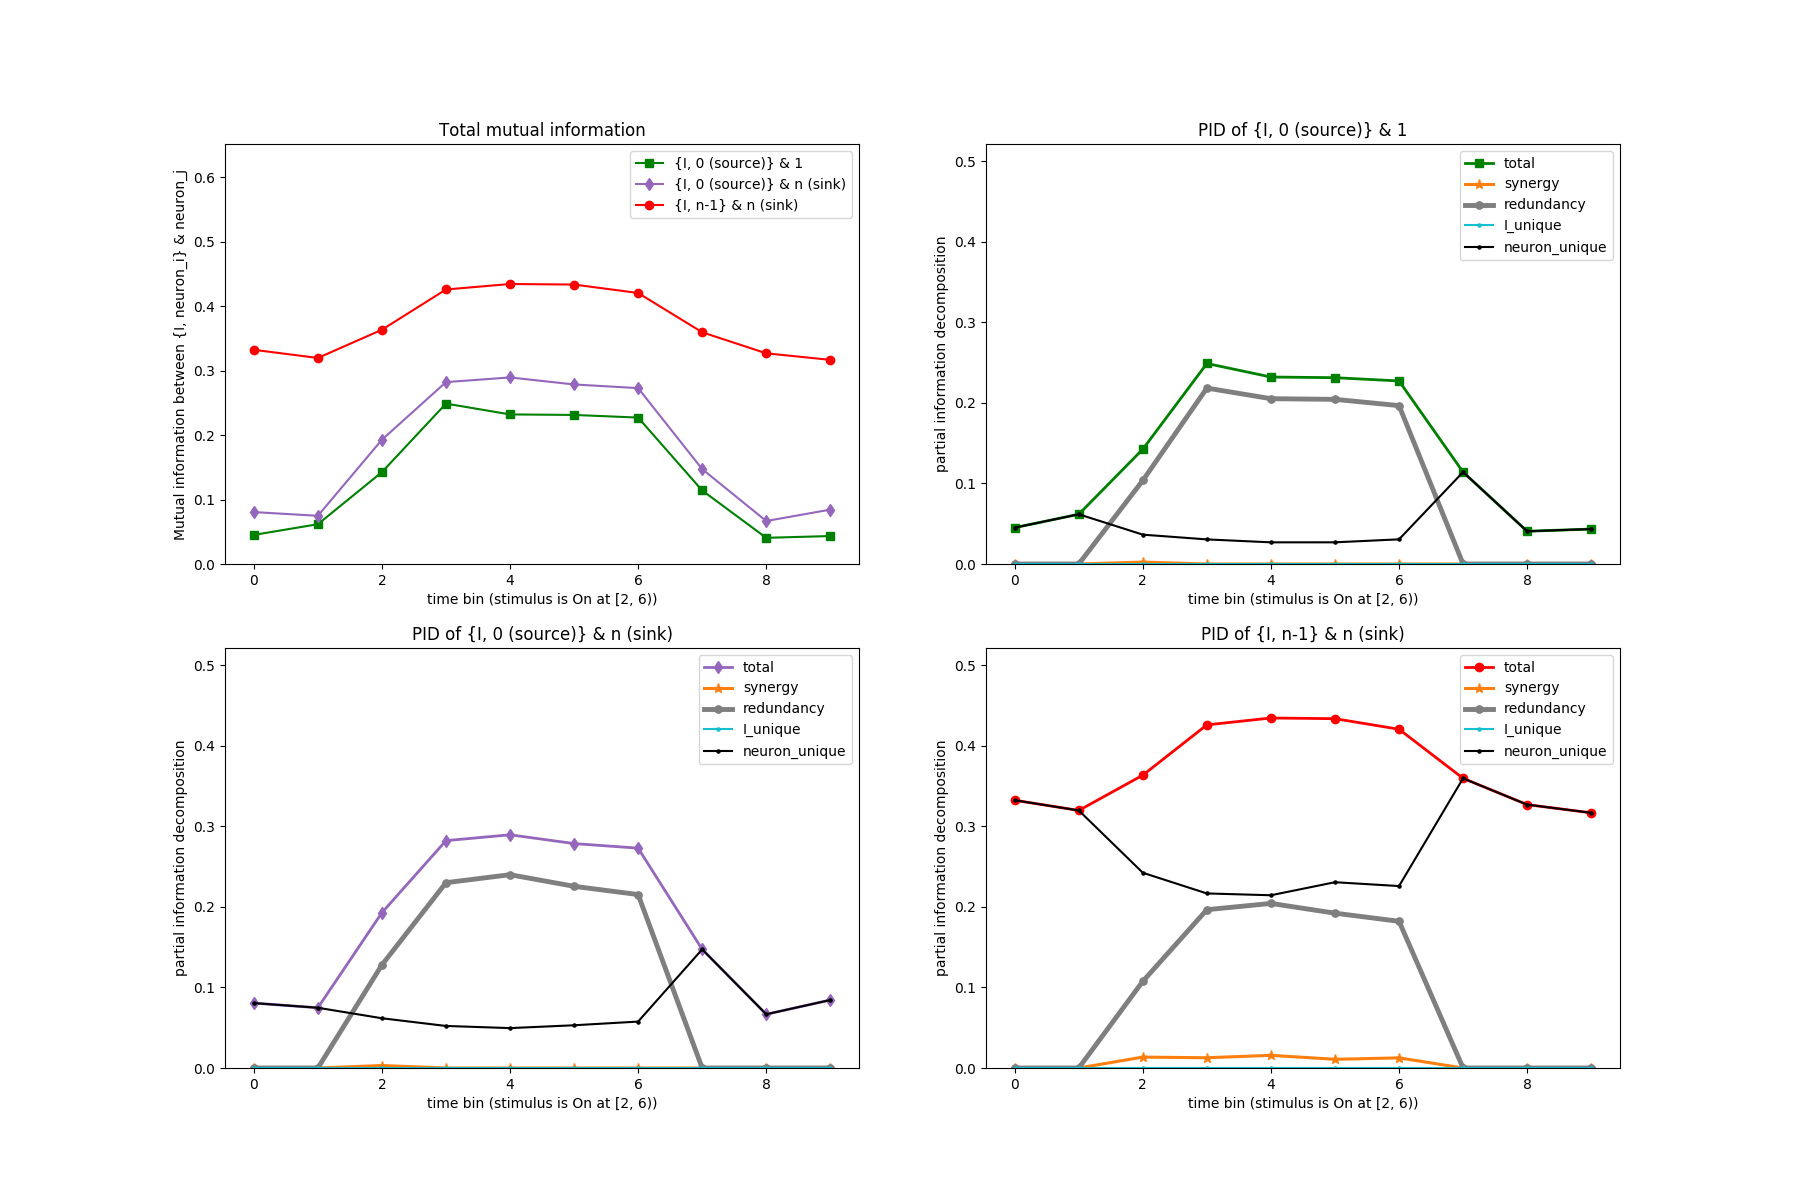 Total mutual information
Mutual information between {I, neuron_i} & neuron_j
0.6
0.5
0.4
0.3
0.2
0.1
0.0
{I, 0 (source)} & 1
{I, 0 (source)} & n (sink)
{I, n-1} & n (sink)
0 2 4 6 8
time bin (stimulus is On at [2, 6))
PID of {I, 0 (source)} & 1
partial information decomposition
0.5
0.4
0.3
0.2
0.1
0.0
total
synergy
redundancy
I_unique
neuron_unique
0 2 4 6 8
time bin (stimulus is On at [2, 6))
PID of {I, 0 (source)} & n (sink)
partial information decomposition
0.5
0.4
0.3
0.2
0.1
0.0
total
synergy
redundancy
I_unique
neuron_unique
0 2 4 6 8
time bin (stimulus is On at [2, 6))
PID of {I, n-1} & n (sink)
partial information decomposition
0.5
0.4
0.3
0.2
0.1
0.0
total
synergy
redundancy
I_unique
neuron_unique
0 2 4 6 8
time bin (stimulus is On at [2, 6))